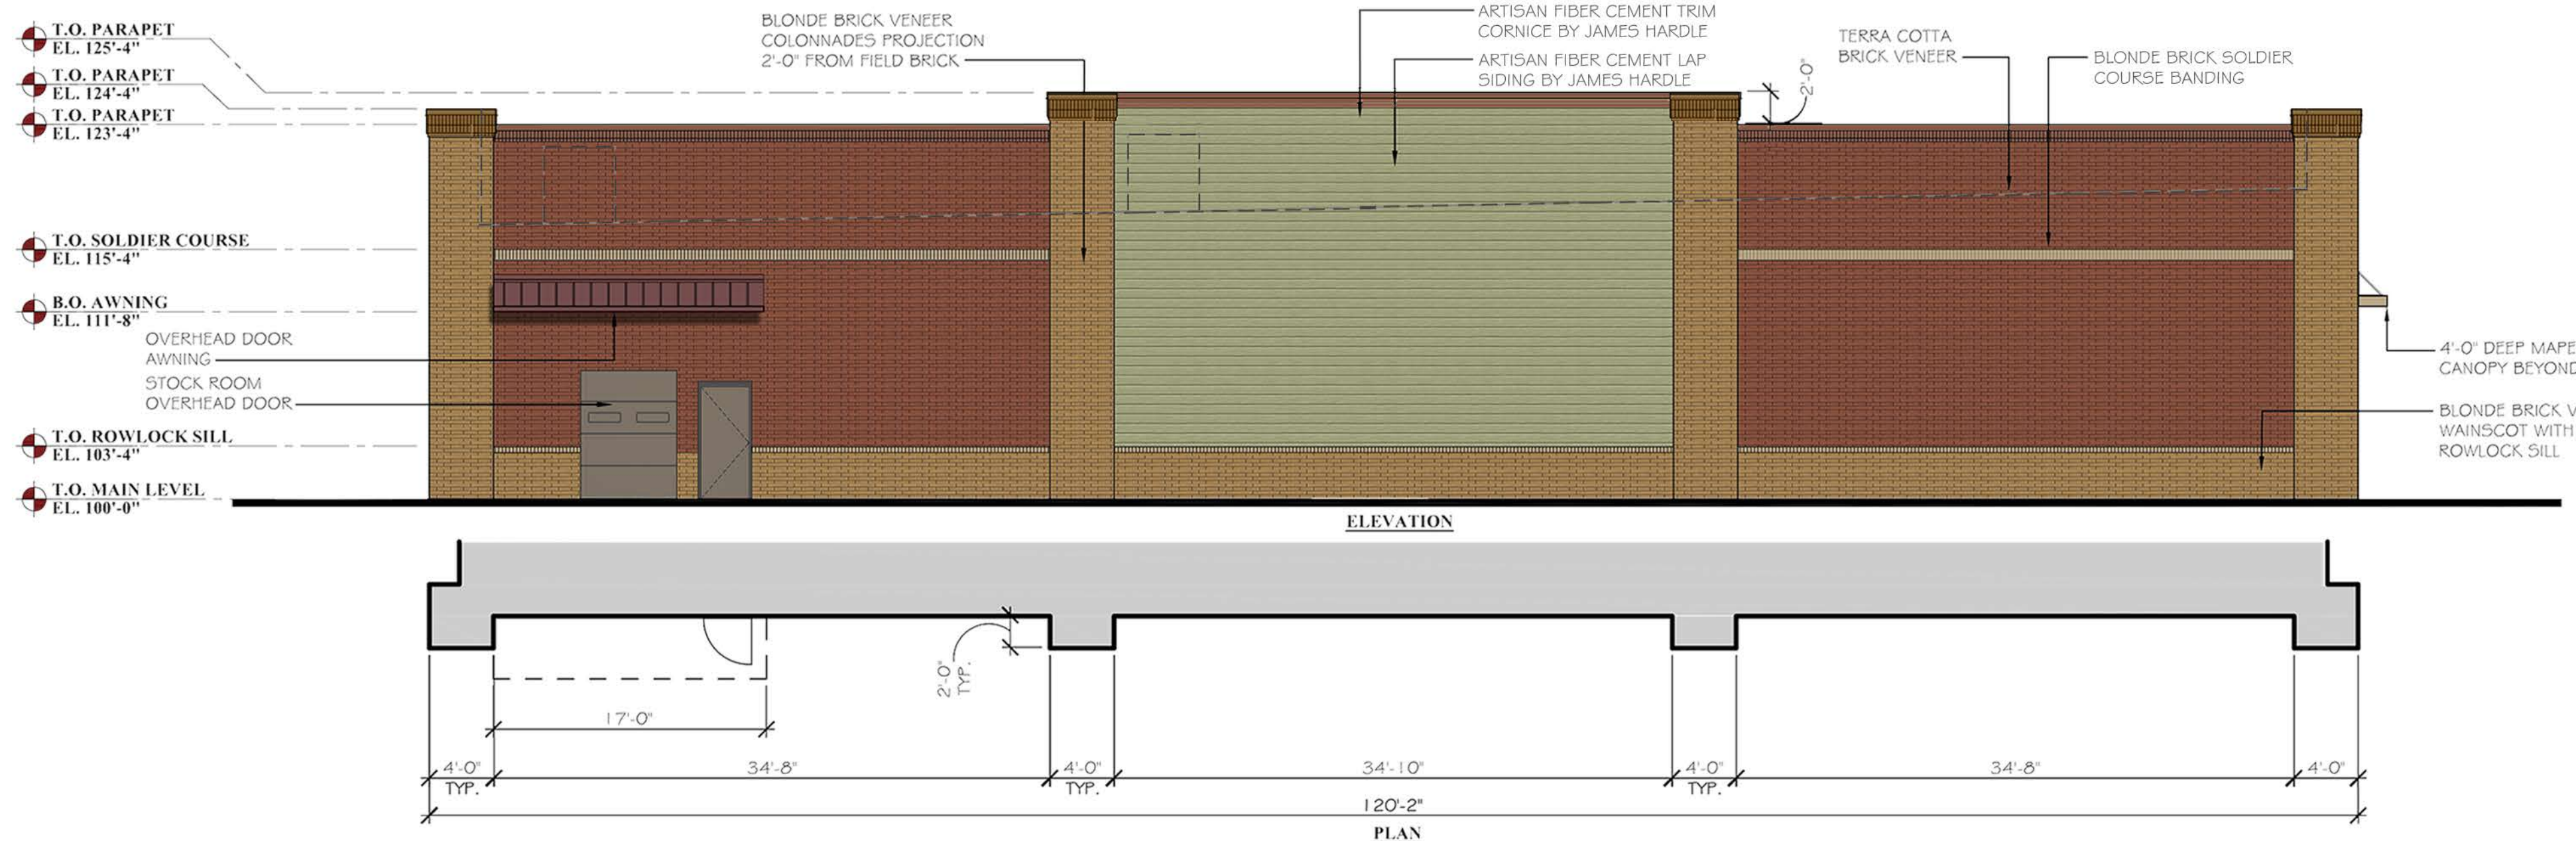 T.O. PARAPET
EL. 125'-4"
T.O. PARAPET
EL. 124'-4"
T.O. PARAPET
EL. 123'-4"
T.O. SOLDIER COURSE
EL. 115'-4"
B.O. AWNING
EL. 111'-8"
OVERHEAD DOOR
AWNING
STOCK ROOM
OVERHEAD DOOR
T.O. ROWLOCK SILL
EL. 103'-4"
T.O. MAIN LEVEL
EL. 100'-0"
BLONDE BRICK VENEER
COLONNADES PROJECTION
2'-0" FROM FIELD BRICK
ARTISAN FIBER CEMENT TRIM
CORNICE BY JAMES HARDLE
ARTISAN FIBER CEMENT LAP
SIDING BY JAMES HARDLE
2'-0"
TERRA COTTA
BRICK VENEER
BLONDE BRICK SOLDIER
COURSE BANDING
4'-0" DEEP MAPE
CANOPY BEYOND
BLONDE BRICK V
WAINSCOT WITH
ROWLOCK SILL
ELEVATION
2'-0"
TYP.
17'-0"
4'-0"
TYP.
34'-8"
4'-0"
TYP.
34'-10"
4'-0"
TYP.
34'-8"
4'-0"
120'-2"
PLAN